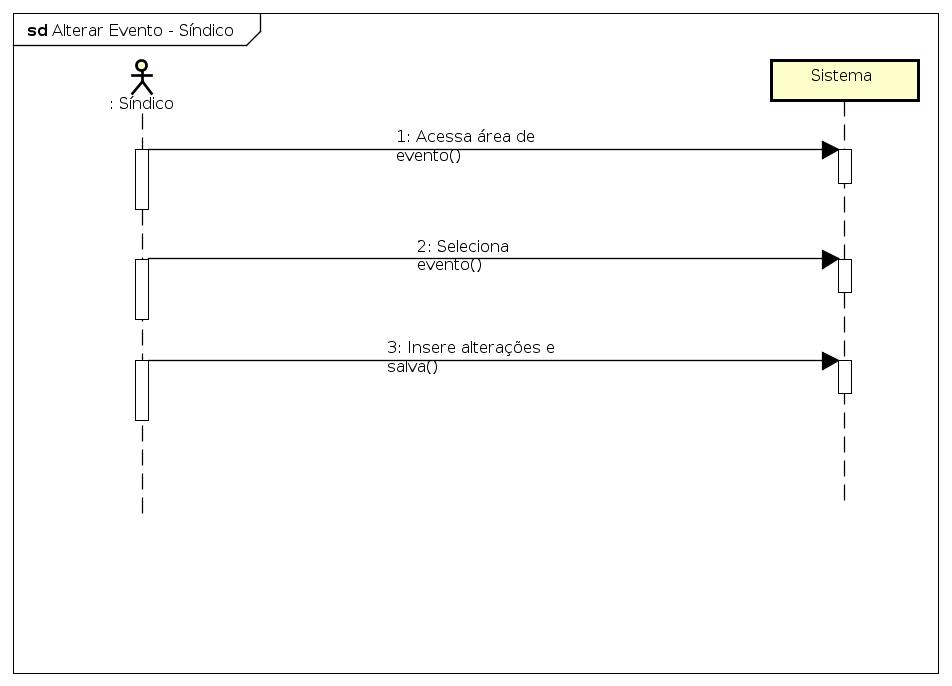 sd Alterar Evento - Síndico
: Síndico
Sistema
1: Acessa área de
evento()
2: Seleciona
evento()
3: Insere alterações e
salva()